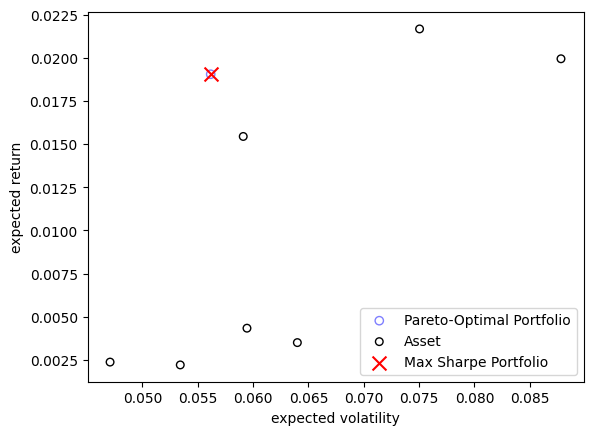 0.0225
0.0200
0.0175
0.0150
0.0125
0.0100
0.0075
0.0050
0.0025
expected return
Pareto-Optimal Portfolio
Asset
Max Sharpe Portfolio
0.050 0.055 0.060 0.065 0.070 0.075 0.080 0.085
expected volatility